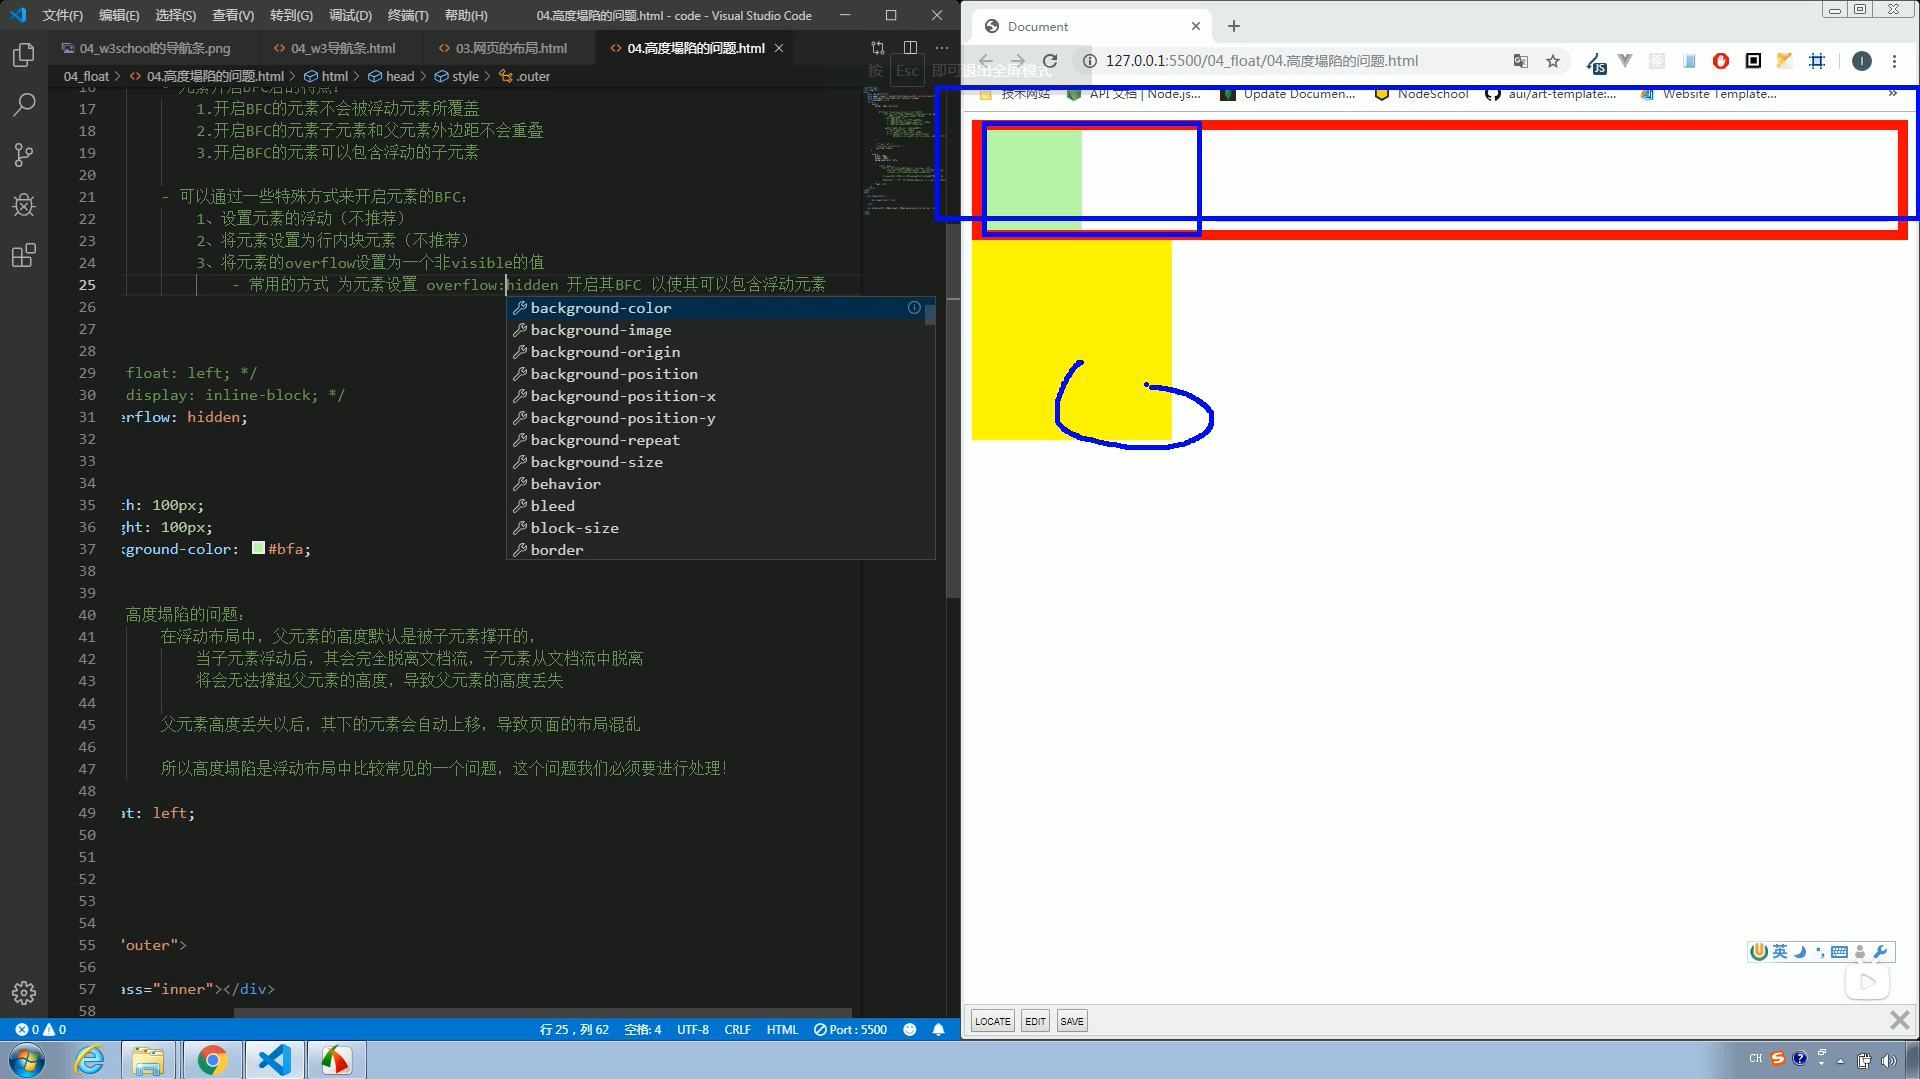 文件(F) 编辑(E) 选择(S) 查看(V) 转到(G) 调试(D) 终端(T) 帮助(H) 04.高度塌陷的问题.html - code - Visual Studio Code
04_w3school的导航条.png 04_w3导航条.html 03.网页的布局.html 04.高度塌陷的问题.html
04_float > 04.高度塌陷的问题.html > html > head > style > .outer
按 Esc 即可退出全屏模式
16 - 元素开启BFC后的特点：
17 1.开启BFC的元素不会被浮动元素所覆盖
18 2.开启BFC的元素子元素和父元素外边距不会重叠
19 3.开启BFC的元素可以包含浮动的子元素
20
21 - 可以通过一些特殊方式来开启元素的BFC：
22 1、设置元素的浮动（不推荐）
23 2、将元素设置为行内块元素（不推荐）
24 3、将元素的overflow设置为一个非visible的值
25 - 常用的方式 为元素设置 overflow:hidden 开启其BFC 以使其可以包含浮动元素
26
27
28
29 float: left; */
30 display: inline-block; */
31 erflow: hidden;
32
33
34
35 th: 100px;
36 ght: 100px;
37 kground-color: #bfa;
38
39
40 高度塌陷的问题：
41 在浮动布局中，父元素的高度默认是被子元素撑开的，
42 当子元素浮动后，其会完全脱离文档流，子元素从文档流中脱离
43 将会无法撑起父元素的高度，导致父元素的高度丢失
44
45 父元素高度丢失以后，其下的元素会自动上移，导致页面的布局混乱
46
47 所以高度塌陷是浮动布局中比较常见的一个问题，这个问题我们必须要进行处理！
48
49 at: left;
50
51
52
53
54
55 "outer">
56
57 ass="inner"></div>
58
background-color
background-image
background-origin
background-position
background-position-x
background-position-y
background-repeat
background-size
behavior
bleed
block-size
border
0 0 行 25，列 62 空格: 4 UTF-8 CRLF HTML Port : 5500
Document
127.0.0.1:5500/04_float/04.高度塌陷的问题.html
JS
I
技术网站 API 文档 | Node.js... Update Documen... NodeSchool aui/art-template:... Website Template... »
英
LOCATE EDIT SAVE
CH